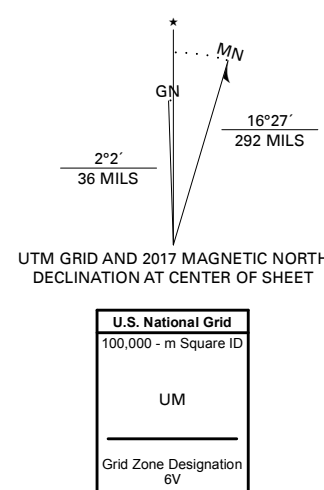 ★
MN
GN
16°27´
292 MILS
2°2´
36 MILS
UTM GRID AND 2017 MAGNETIC NORTH
DECLINATION AT CENTER OF SHEET
U.S. National Grid
100,000 - m Square ID
UM
Grid Zone Designation
6V